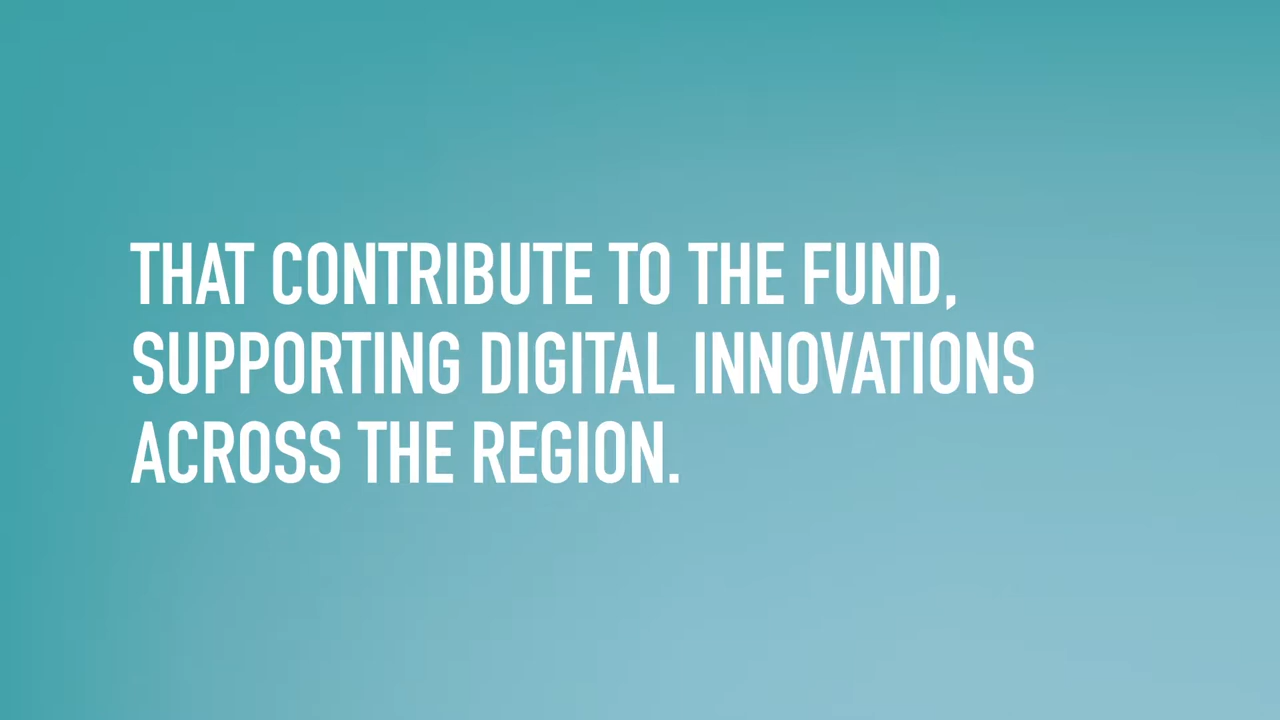 THAT CONTRIBUTE TO THE FUND,
SUPPORTING DIGITAL INNOVATIONS
ACROSS THE REGION.